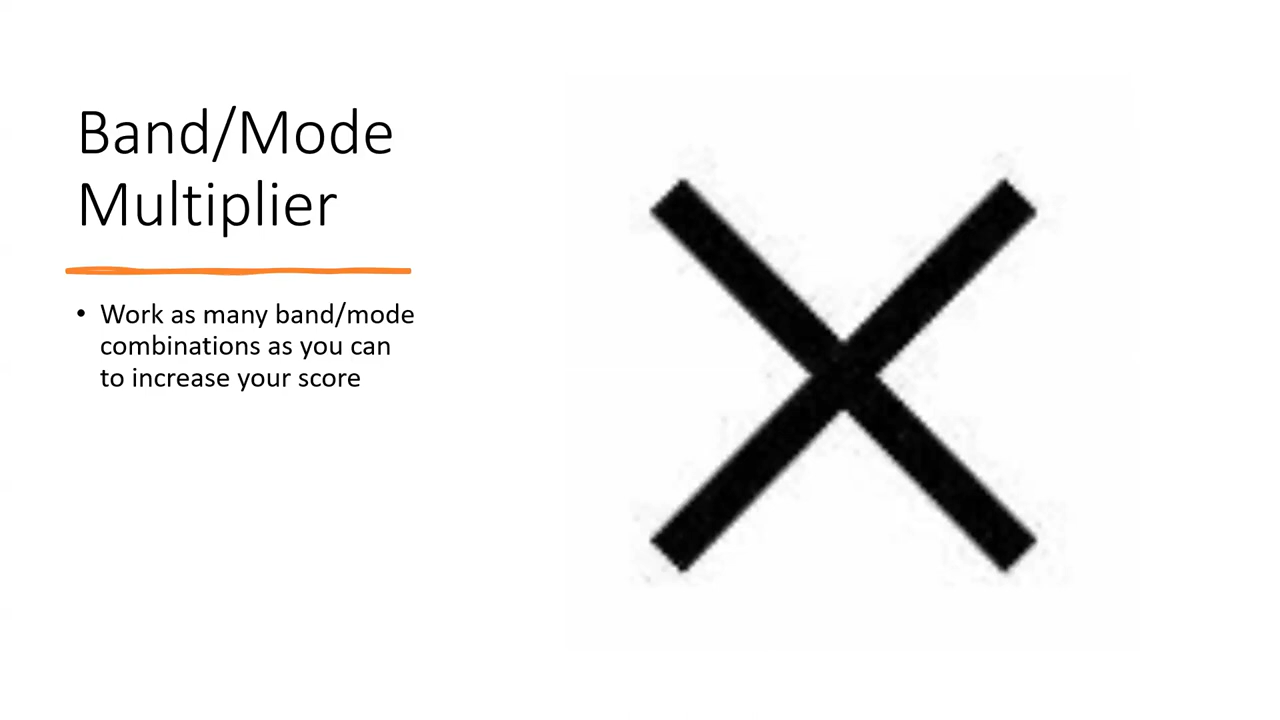 Band/Mode
Multiplier
• Work as many band/mode
combinations as you can
to increase your score